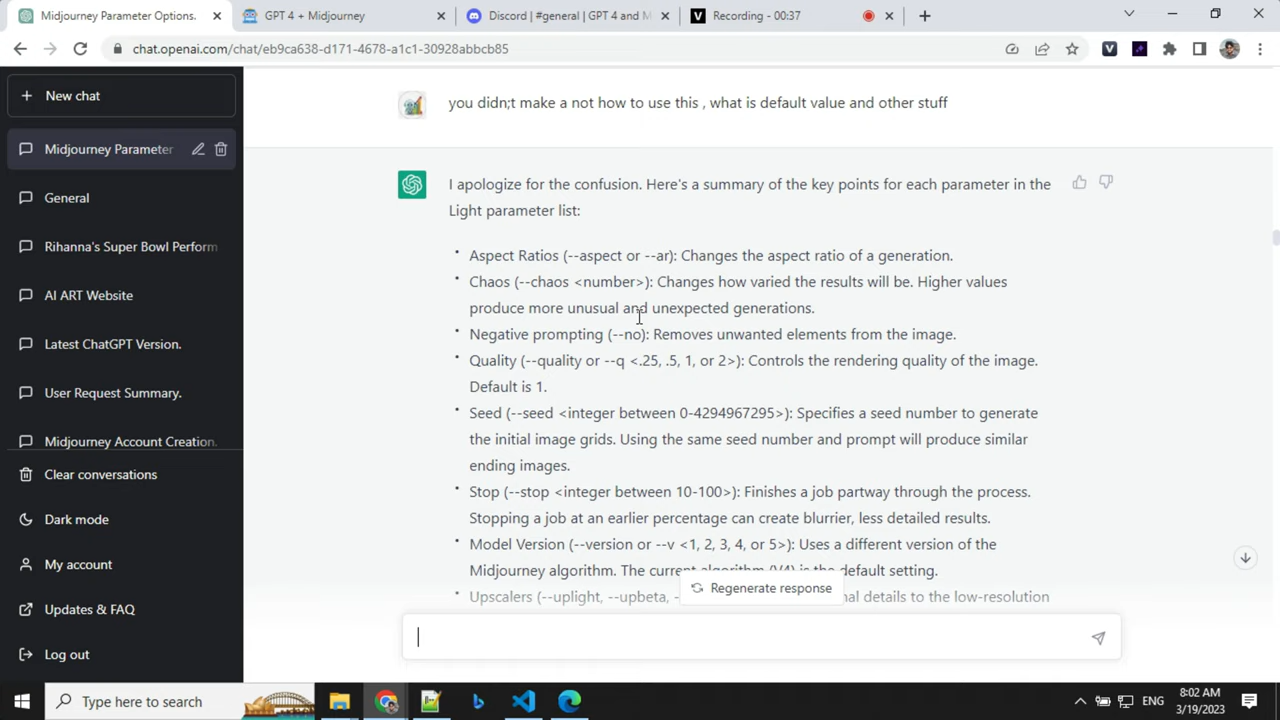 Midjourney Parameter Options.
GPT 4 + Midjourney
Discord | #general | GPT 4 and M
Recording - 00:37
chat.openai.com/chat/eb9ca638-d171-4678-a1c1-30928abbcb85
New chat
Midjourney Parameter
General
Rihanna's Super Bowl Perform
AI ART Website
Latest ChatGPT Version.
User Request Summary.
Midjourney Account Creation.
Clear conversations
Dark mode
My account
Updates & FAQ
Log out
you didn;t make a not how to use this , what is default value and other stuff
I apologize for the confusion. Here's a summary of the key points for each parameter in the
Light parameter list:
• Aspect Ratios (--aspect or --ar): Changes the aspect ratio of a generation.
• Chaos (--chaos <number>): Changes how varied the results will be. Higher values
produce more unusual and unexpected generations.
• Negative prompting (--no): Removes unwanted elements from the image.
• Quality (--quality or --q <.25, .5, 1, or 2>): Controls the rendering quality of the image.
Default is 1.
• Seed (--seed <integer between 0-4294967295>): Specifies a seed number to generate
the initial image grids. Using the same seed number and prompt will produce similar
ending images.
• Stop (--stop <integer between 10-100>): Finishes a job partway through the process.
Stopping a job at an earlier percentage can create blurrier, less detailed results.
• Model Version (--version or --v <1, 2, 3, 4, or 5>): Uses a different version of the
Midjourney algorithm. The current algorithm (V4) is the default setting.
• Upscalers (--uplight, --upbeta, - nal details to the low-resolution
Regenerate response
Type here to search
ENG
8:02 AM
3/19/2023